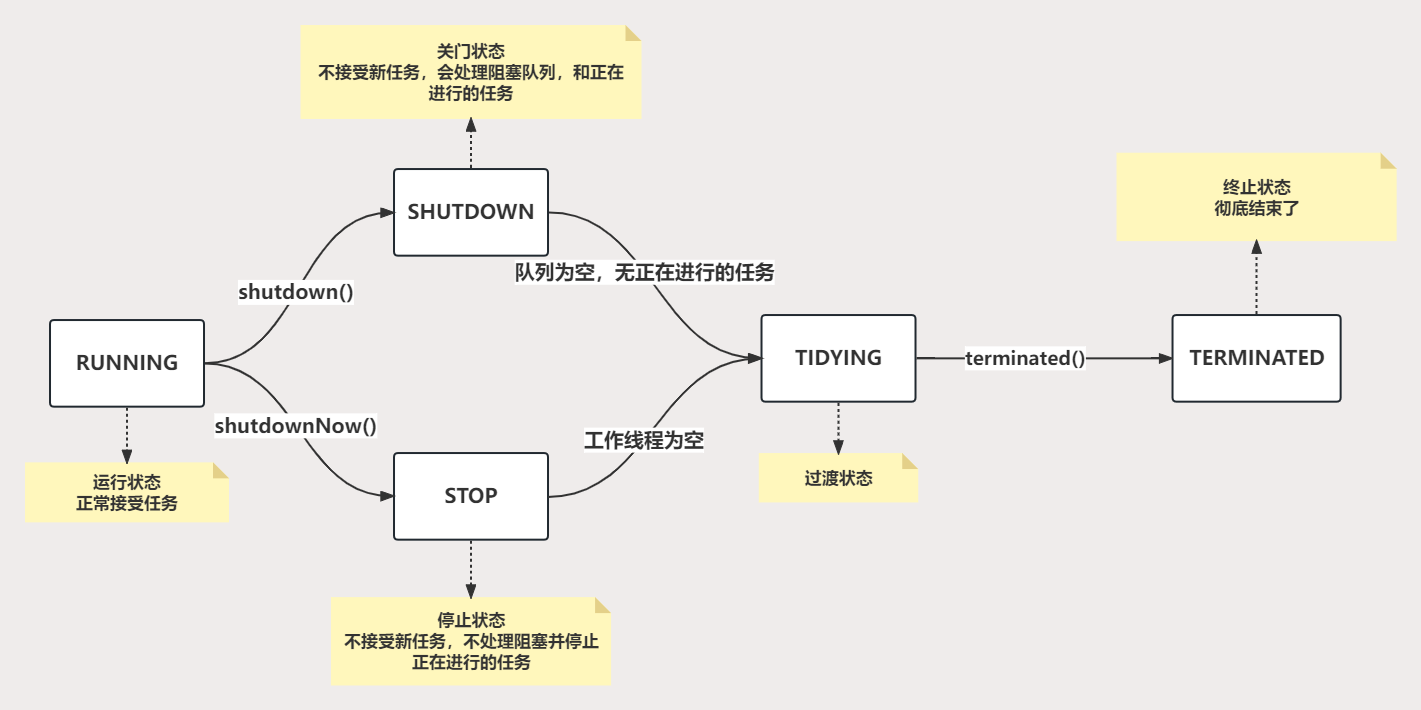 关门状态
不接受新任务，会处理阻塞队列，和正在
进行的任务
SHUTDOWN
终止状态
彻底结束了
队列为空，无正在进行的任务
shutdown()
RUNNING
TIDYING
terminated()
TERMINATED
shutdownNow()
工作线程为空
运行状态
正常接受任务
STOP
过渡状态
停止状态
不接受新任务，不处理阻塞并停止
正在进行的任务